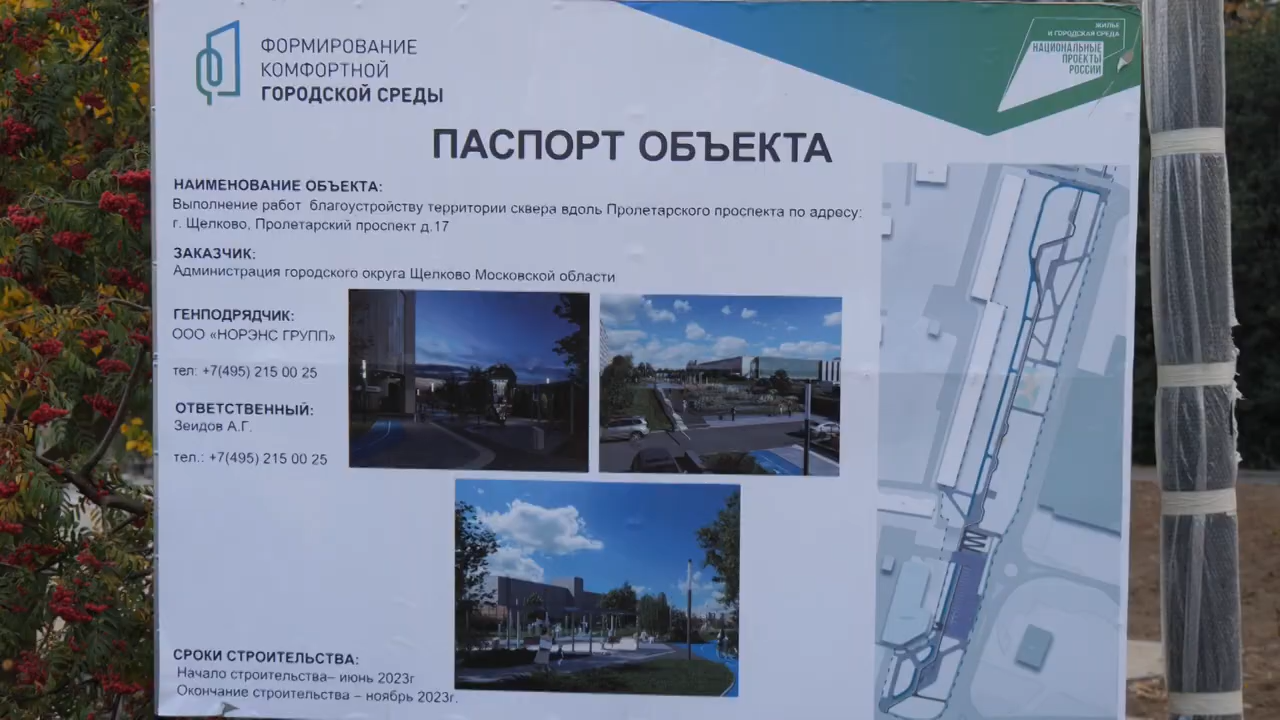 ФОРМИРОВАНИЕ
КОМФОРТНОЙ
ГОРОДСКОЙ СРЕДЫ
ЖИЛЬЕ
И ГОРОДСКАЯ СРЕДА
НАЦИОНАЛЬНЫЕ
ПРОЕКТЫ
РОССИИ
ПАСПОРТ ОБЪЕКТА
НАИМЕНОВАНИЕ ОБЪЕКТА:
Выполнение работ благоустройству территории сквера вдоль Пролетарского проспекта по адресу:
г. Щелково, Пролетарский проспект д.17
ЗАКАЗЧИК:
Администрация городского округа Щелково Московской области
ГЕНПОДРЯДЧИК:
ООО «НОРЭНС ГРУПП»
тел: +7(495) 215 00 25
ОТВЕТСТВЕННЫЙ:
Зеидов А.Г.
тел.: +7(495) 215 00 25
СРОКИ СТРОИТЕЛЬСТВА:
Начало строительства– июнь 2023г
Окончание строительства – ноябрь 2023г.